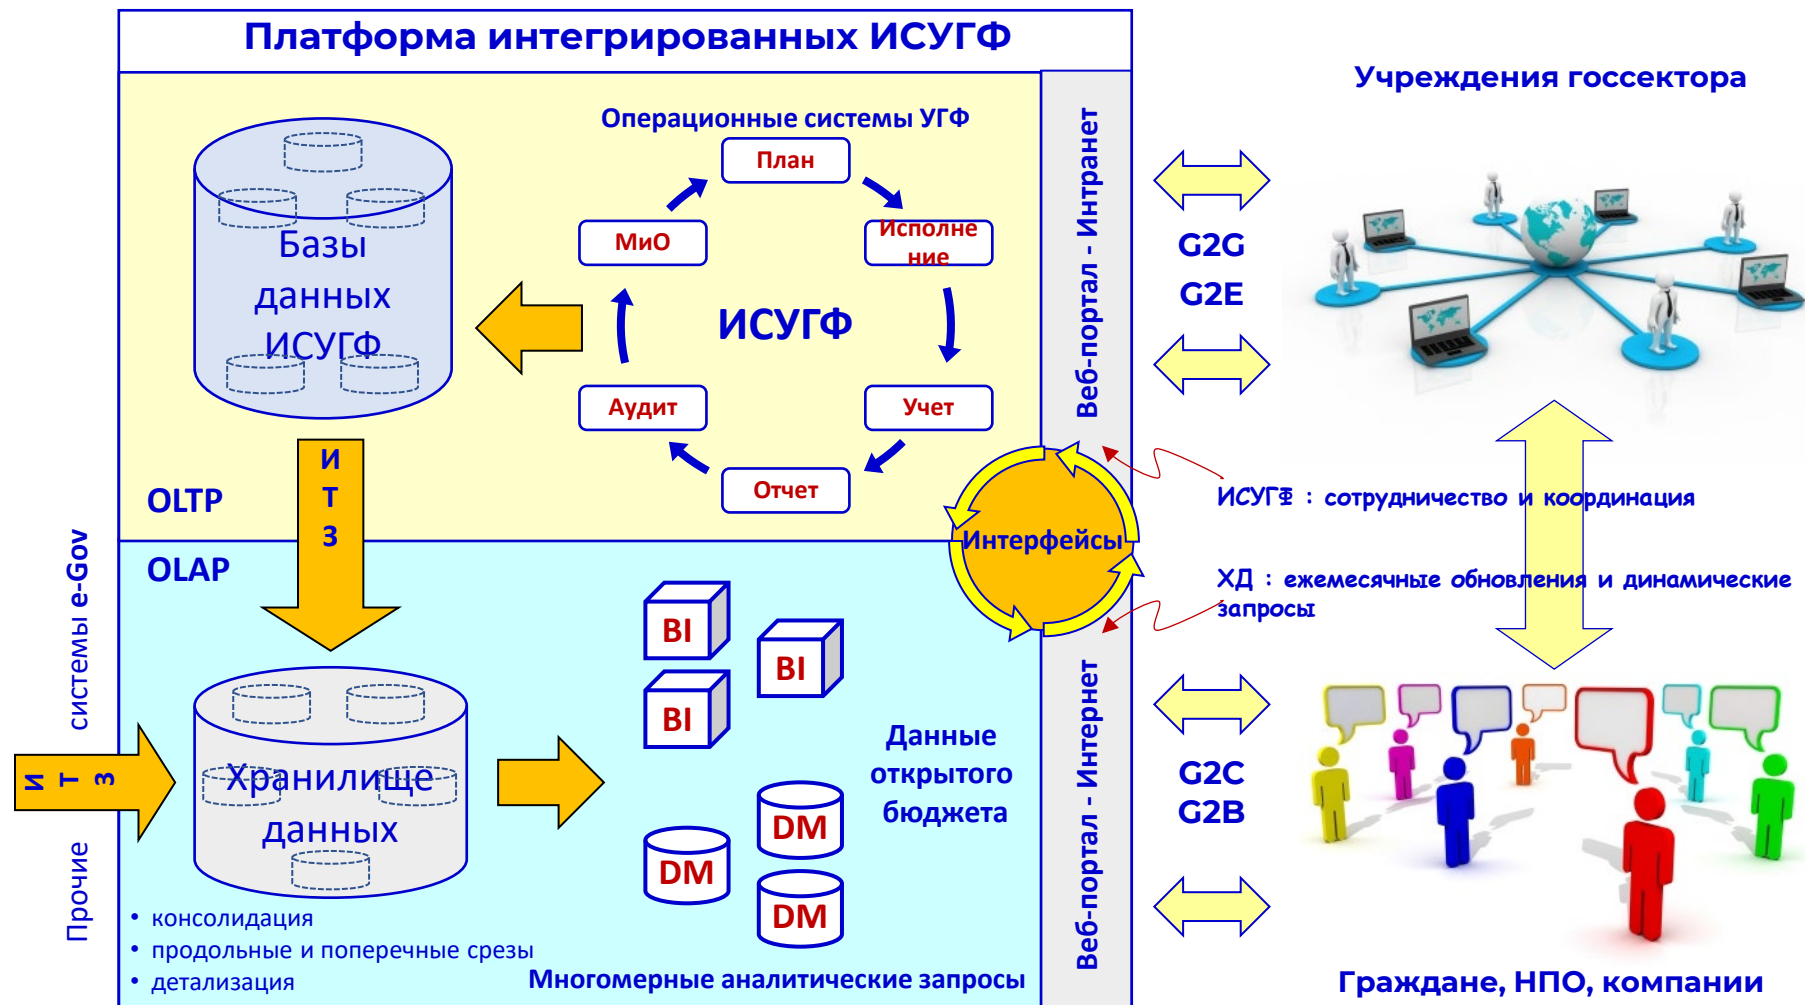 Платформа интегрированных ИСУГФ
Учреждения госсектора
Операционные системы УГФ
План
Исполне
ние
Учет
Отчет
Аудит
МиО
ИСУГФ
Базы
данных
ИСУГФ
Веб-портал - Интранет
G2G
G2E
И
Т
З
OLTP
OLAP
Интерфейсы
ИСУГФ : сотрудничество и координация
ХД : ежемесячные обновления и динамические
запросы
Прочие системы e-Gov
И Т З
Хранилище
данных
BI
BI
BI
DM
DM
DM
Данные
открытого
бюджета
Веб-портал - Интернет
G2C
G2B
• консолидация
• продольные и поперечные срезы
• детализация
Многомерные аналитические запросы
Граждане, НПО, компании